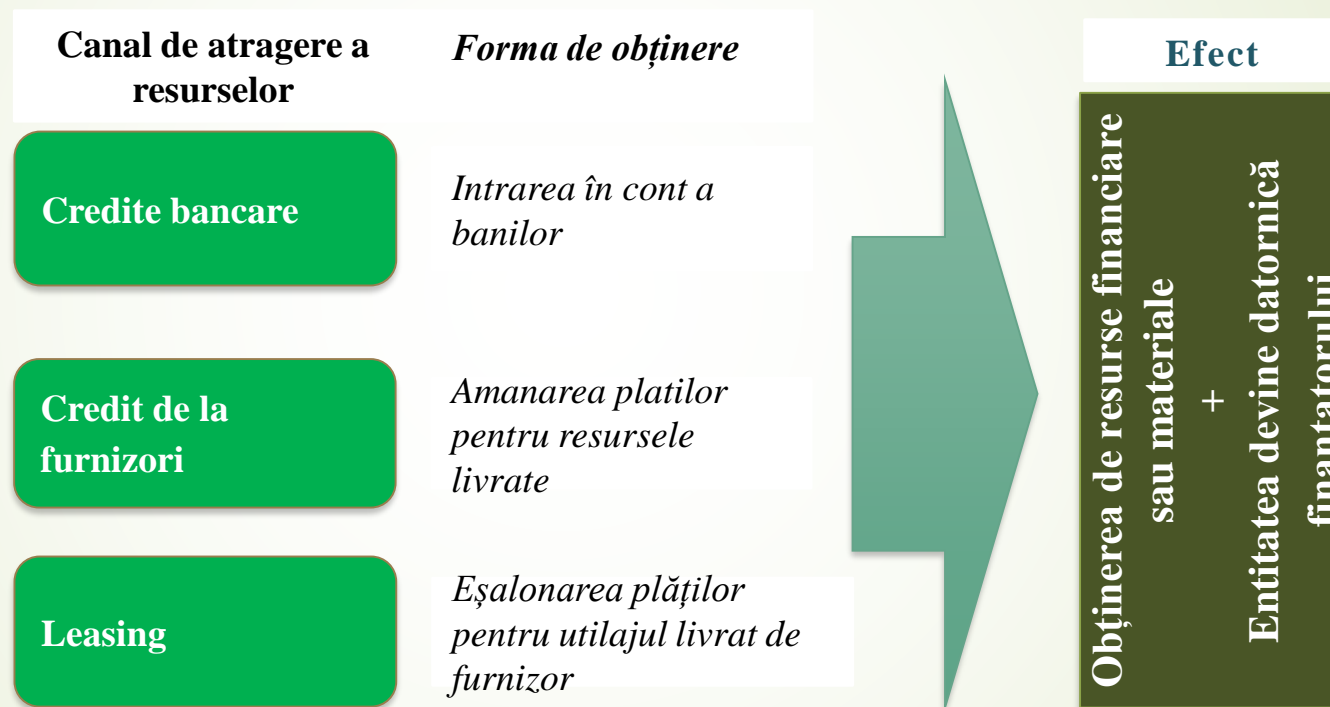 Canal de atragere a
resurselor
Forma de obținere
Efect
Credite bancare
Intrarea în cont a
banilor
Credit de la
furnizori
Amanarea platilor
pentru resursele
livrate
Leasing
Eșalonarea plăților
pentru utilajul livrat de
furnizor
Obținerea de resurse financiare
sau materiale
+
Entitatea devine datornică
finanțatorului